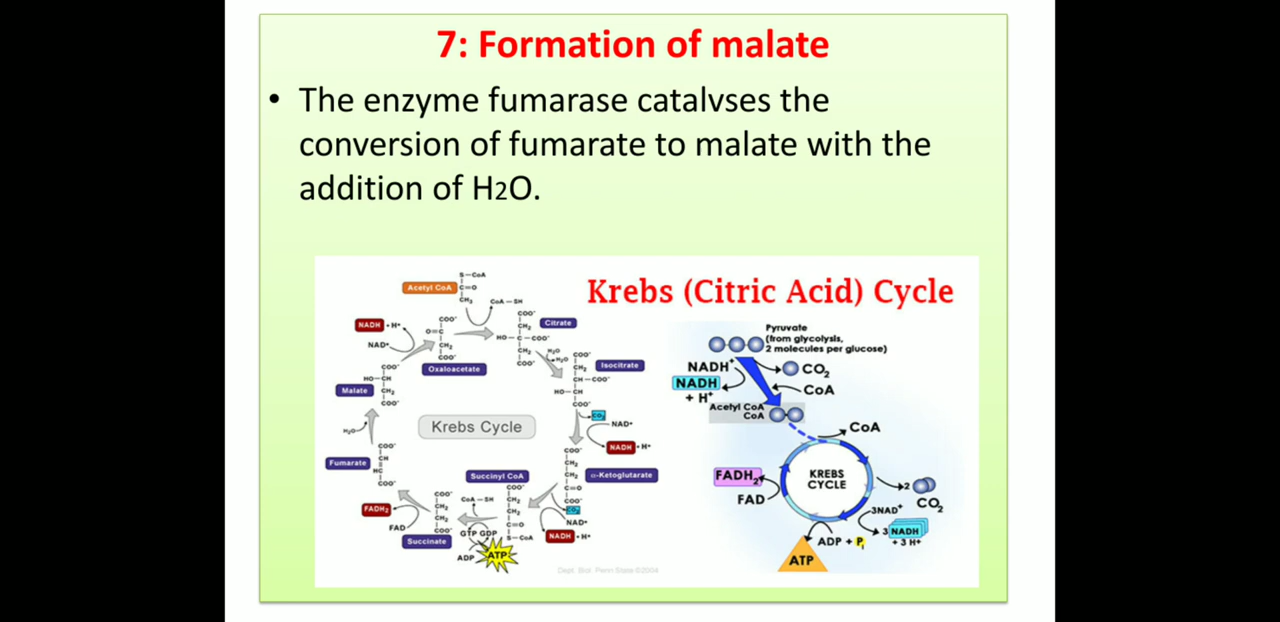 7: Formation of malate
• The enzyme fumarase catalvses the
conversion of fumarate to malate with the
addition of H2O.
Krebs (Citric Acid) Cycle
S—CoA
Acetyl CoA
C=O
CH₃
CoA—SH
NADH + H⁺
NAD⁺
COO⁻
O=C
CH₂
COO⁻
Oxaloacetate
COO⁻
CH₂
HO—C—COO⁻
CH₂
COO⁻
Citrate
H₂O
H₂O
COO⁻
CH₂
CH—COO⁻
HO—CH
COO⁻
Isocitrate
CO₂
NAD⁺
NADH + H⁺
COO⁻
CH₂
CH₂
C=O
COO⁻
α-Ketoglutarate
CO₂
NAD⁺
NADH + H⁺
Succinyl CoA
COO⁻
CH₂
CH₂
C=O
S—CoA
CoA—SH
GTP GDP
ADP
ATP
COO⁻
CH₂
CH₂
COO⁻
Succinate
FADH₂
FAD
COO⁻
CH
HC
COO⁻
Fumarate
H₂O
COO⁻
HO—CH
CH₂
COO⁻
Malate
Krebs Cycle
Dept. Biol. Penn State ©2004
Pyruvate
(from glycolysis,
2 molecules per glucose)
NADH⁺
NADH
+ H⁺
CO₂
CoA
Acetyl CoA
CoA
CoA
KREBS
CYCLE
FADH₂
FAD
2
CO₂
3NAD⁺
3 NADH
+ 3 H⁺
ADP + Pi
ATP